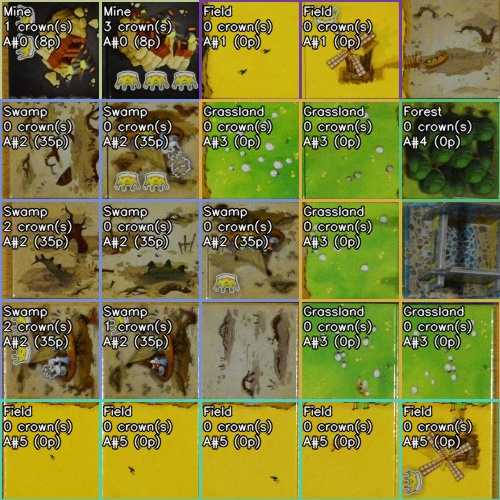 Mine
1 crown(s)
A#0 (8p)
Mine
3 crown(s)
A#0 (8p)
Field
0 crown(s)
A#1 (0p)
Field
0 crown(s)
A#1 (0p)
Swamp
0 crown(s)
A#2 (35p)
Swamp
0 crown(s)
A#2 (35p)
Grassland
0 crown(s)
A#3 (0p)
Grassland
0 crown(s)
A#3 (0p)
Forest
0 crown(s)
A#4 (0p)
Swamp
2 crown(s)
A#2 (35p)
Swamp
0 crown(s)
A#2 (35p)
Swamp
0 crown(s)
A#2 (35p)
Grassland
0 crown(s)
A#3 (0p)
Swamp
2 crown(s)
A#2 (35p)
Swamp
1 crown(s)
A#2 (35p)
Grassland
0 crown(s)
A#3 (0p)
Grassland
0 crown(s)
A#3 (0p)
Field
0 crown(s)
A#5 (0p)
Field
0 crown(s)
A#5 (0p)
Field
0 crown(s)
A#5 (0p)
Field
0 crown(s)
A#5 (0p)
Field
0 crown(s)
A#5 (0p)